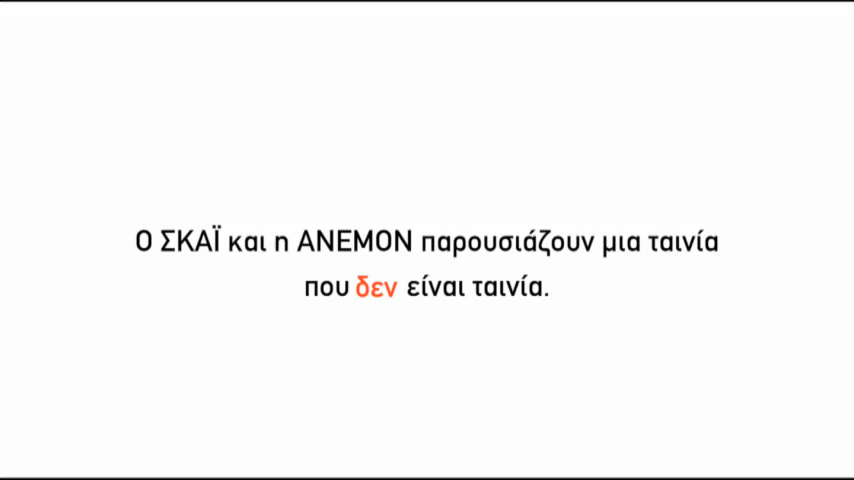 Ο ΣΚΑΪ και η ΑΝΕΜΟΝ παρουσιάζουν μια ταινία
που δεν είναι ταινία.